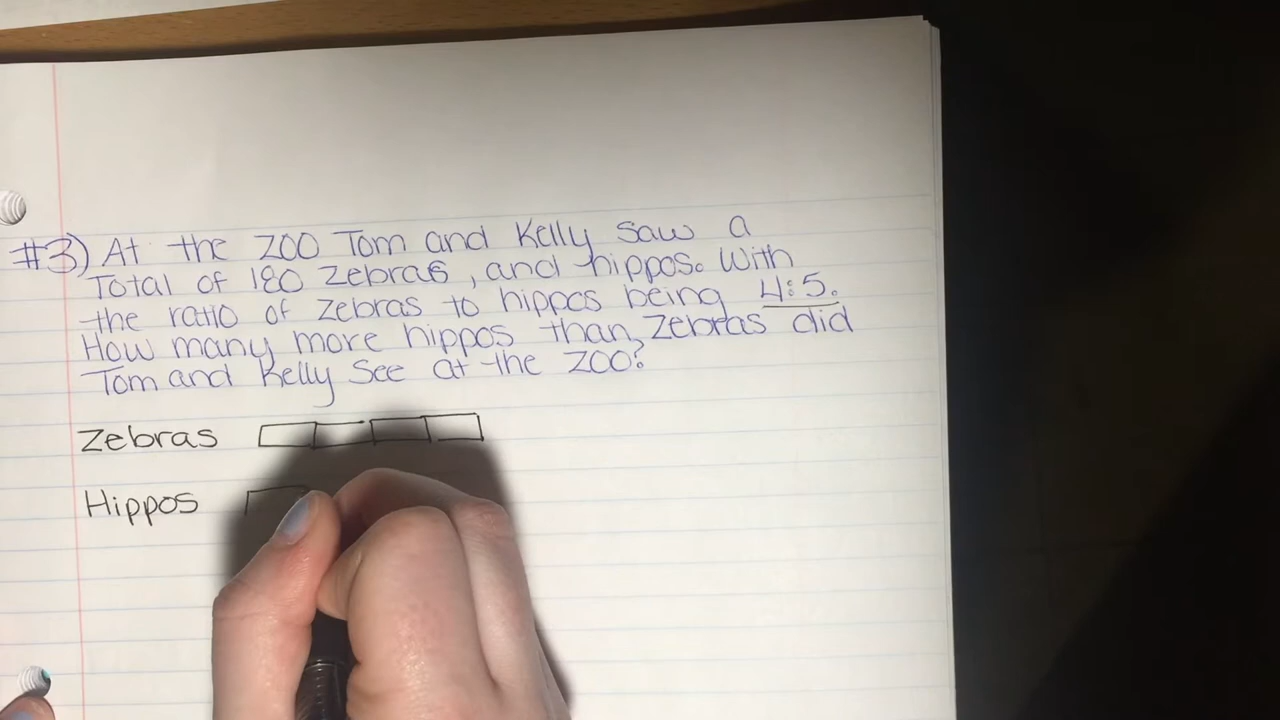 #3) At the zoo Tom and Kelly saw a
Total of 180 zebras, and hippos. With
the ratio of zebras to hippos being 4:5.
How many more hippos than zebras did
Tom and Kelly see at the zoo?
Zebras
Hippos